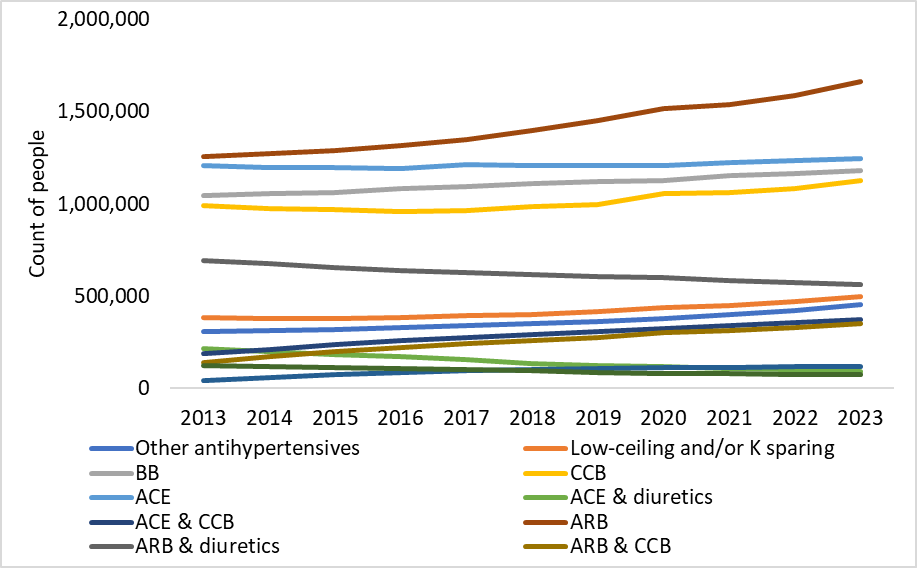 2,000,000
1,500,000
1,000,000
500,000
0
Count of people
2013 2014 2015 2016 2017 2018 2019 2020 2021 2022 2023
Other antihypertensives
Low-ceiling and/or K sparing
BB
CCB
ACE
ACE & diuretics
ACE & CCB
ARB
ARB & diuretics
ARB & CCB